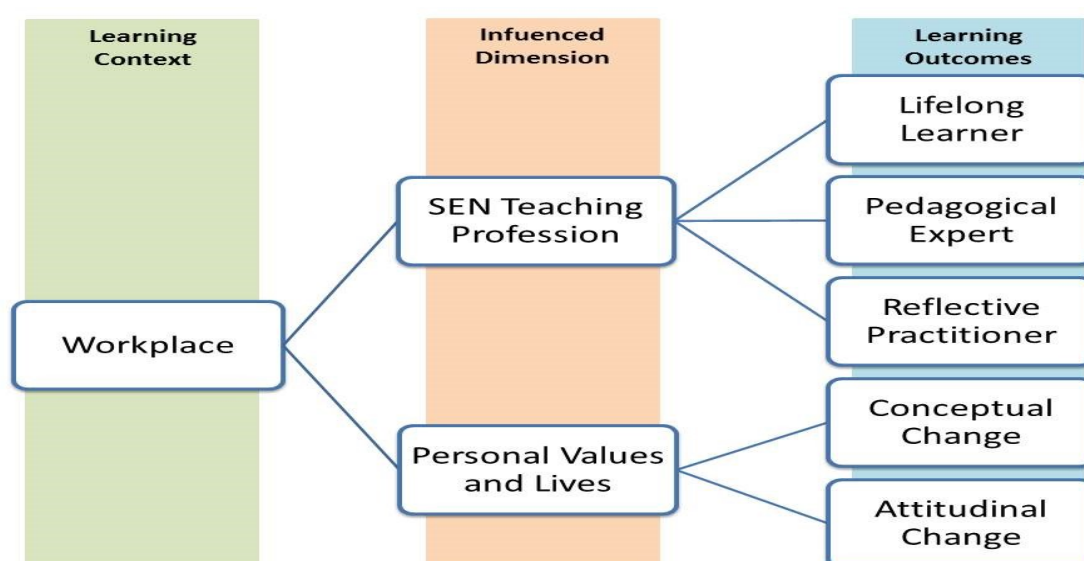 Learning
Context
Infuenced
Dimension
Learning
Outcomes
Lifelong
Learner
SEN Teaching
Profession
Pedagogical
Expert
Reflective
Practitioner
Workplace
Conceptual
Change
Personal Values
and Lives
Attitudinal
Change